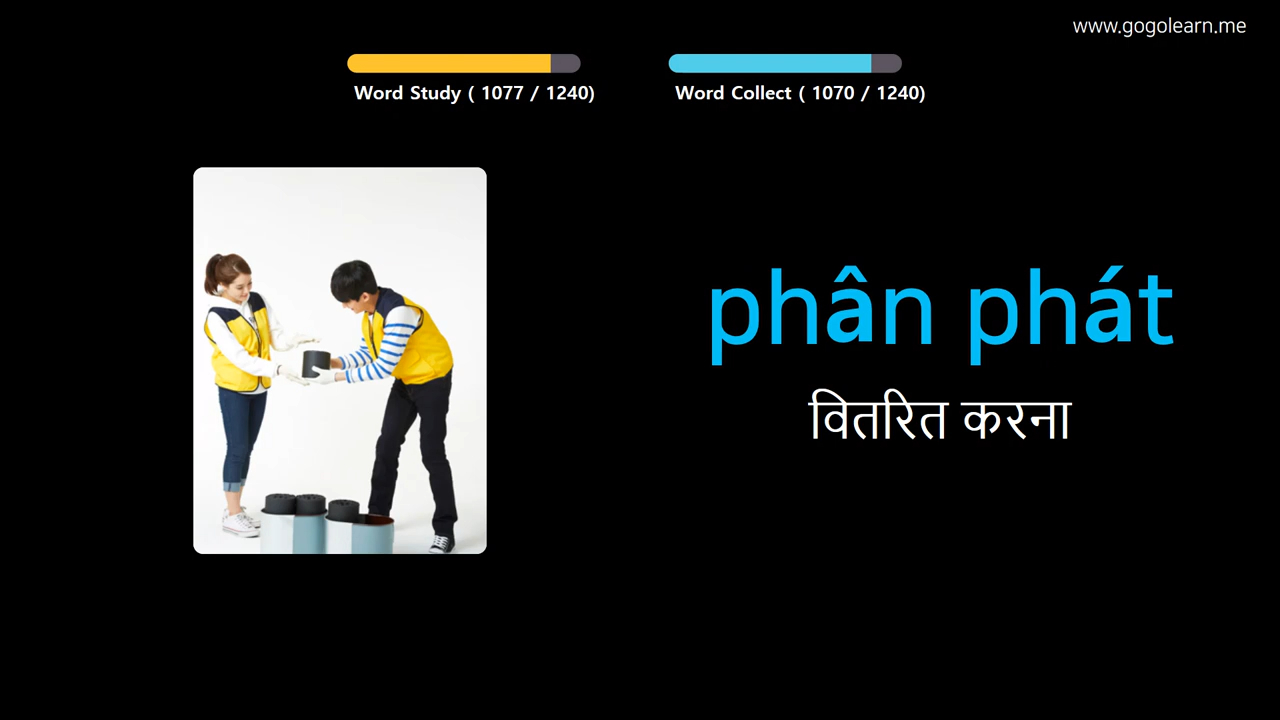 www.gogolearn.me
Word Study ( 1077 / 1240)
Word Collect ( 1070 / 1240)
phân phát
वितरित करना